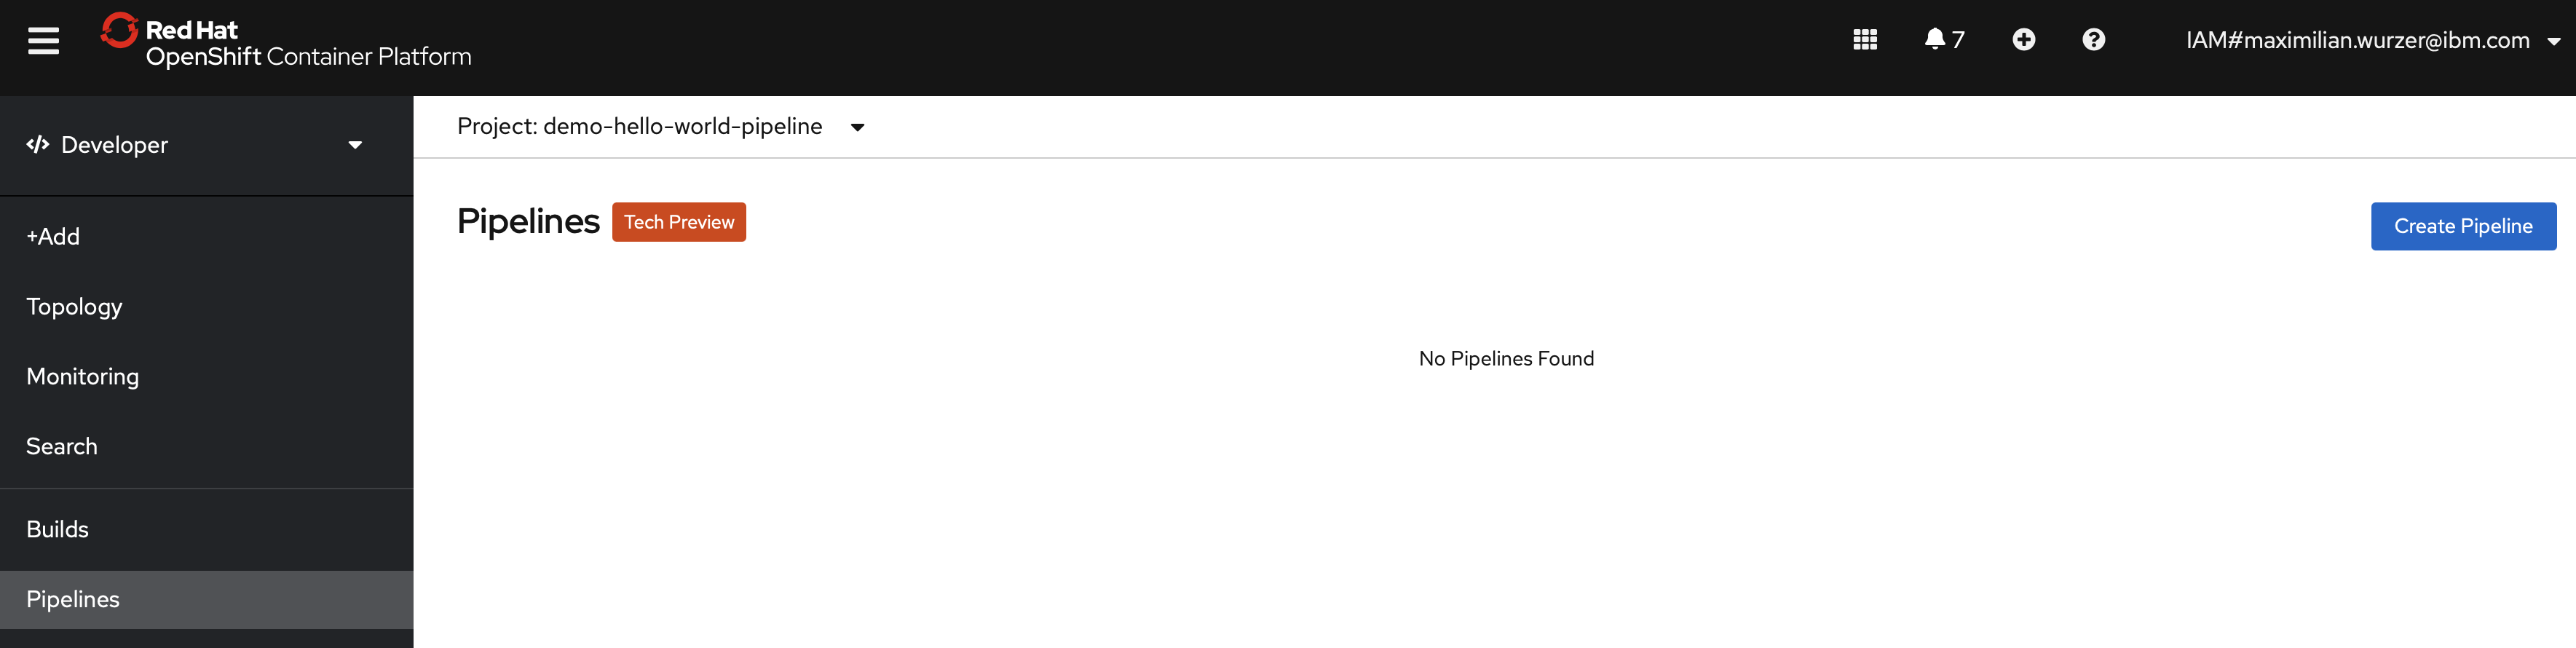 Red Hat
OpenShift Container Platform
7
IAM#maximilian.wurzer@ibm.com
Developer
+Add
Topology
Monitoring
Search
Builds
Pipelines
Project: demo-hello-world-pipeline
Pipelines Tech Preview
Create Pipeline
No Pipelines Found